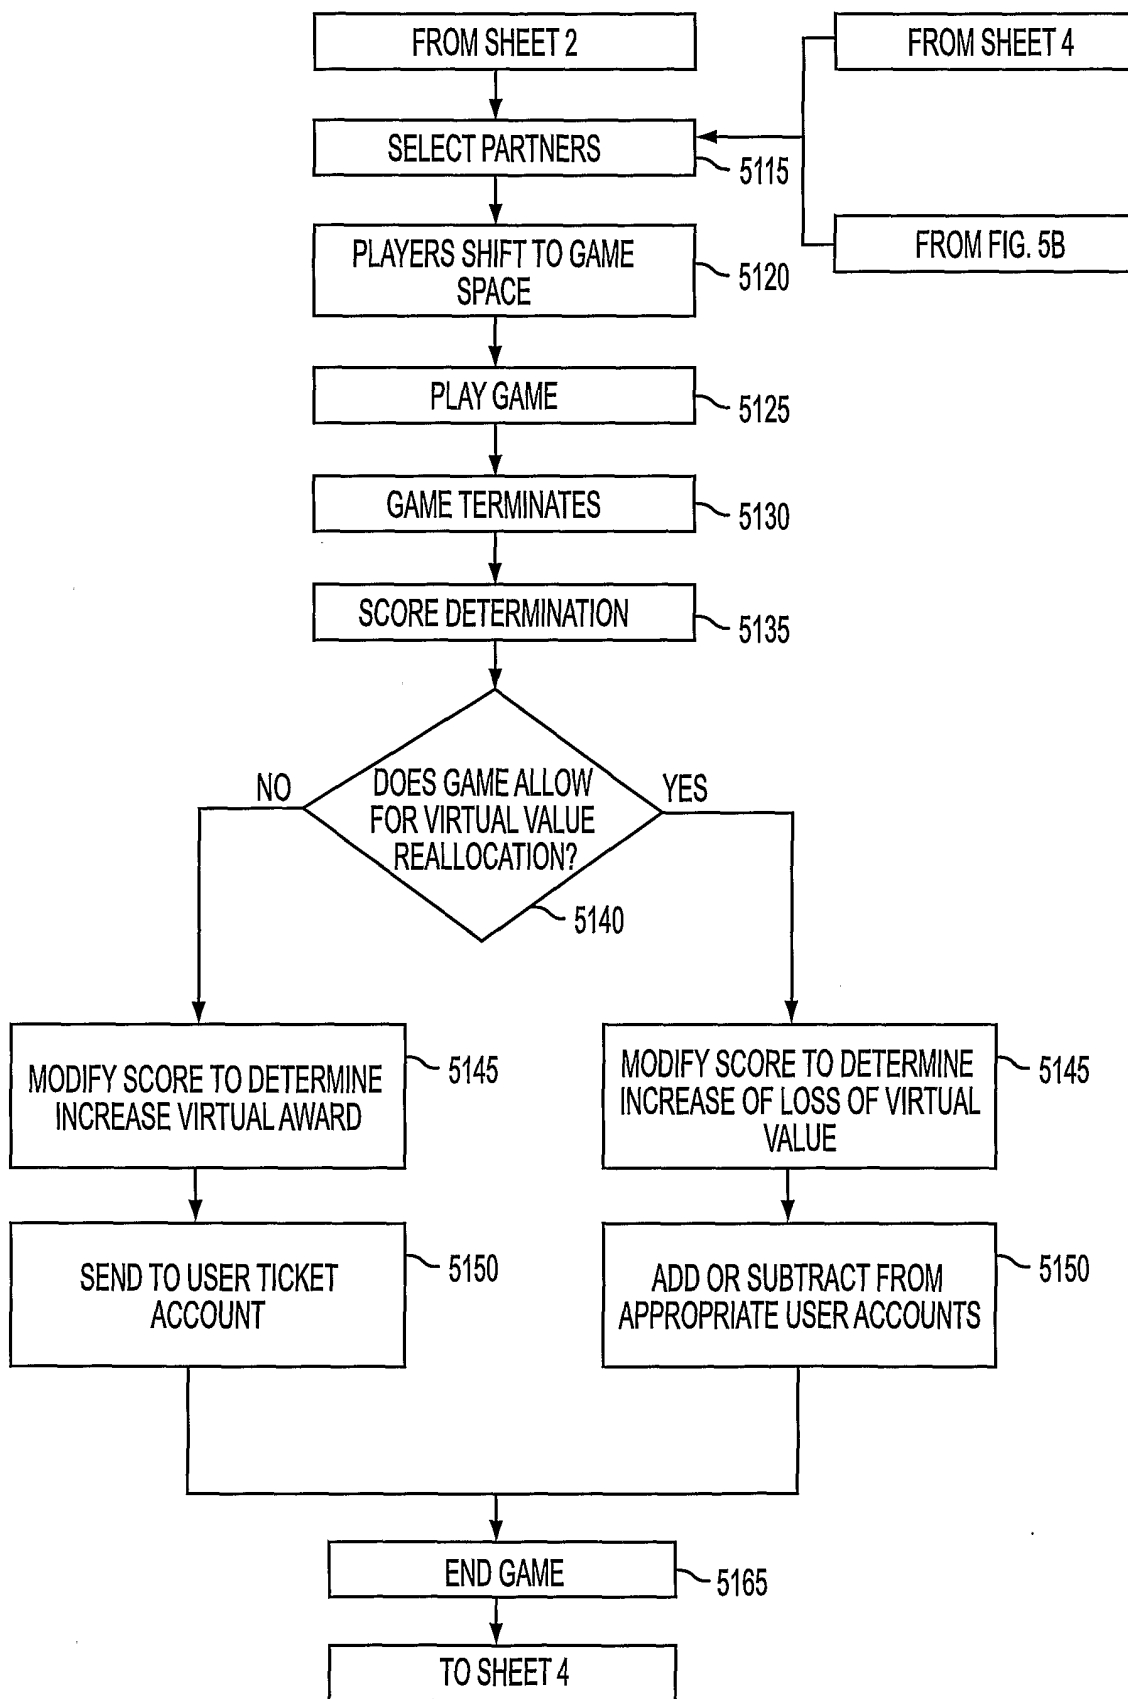 FROM SHEET 2
FROM SHEET 4
SELECT PARTNERS
5115
FROM FIG. 5B
PLAYERS SHIFT TO GAME
SPACE
5120
PLAY GAME
5125
GAME TERMINATES
5130
SCORE DETERMINATION
5135
NO
YES
DOES GAME ALLOW
FOR VIRTUAL VALUE
REALLOCATION?
5140
MODIFY SCORE TO DETERMINE
INCREASE VIRTUAL AWARD
5145
MODIFY SCORE TO DETERMINE
INCREASE OF LOSS OF VIRTUAL
VALUE
5145
SEND TO USER TICKET
ACCOUNT
5150
ADD OR SUBTRACT FROM
APPROPRIATE USER ACCOUNTS
5150
END GAME
5165
TO SHEET 4